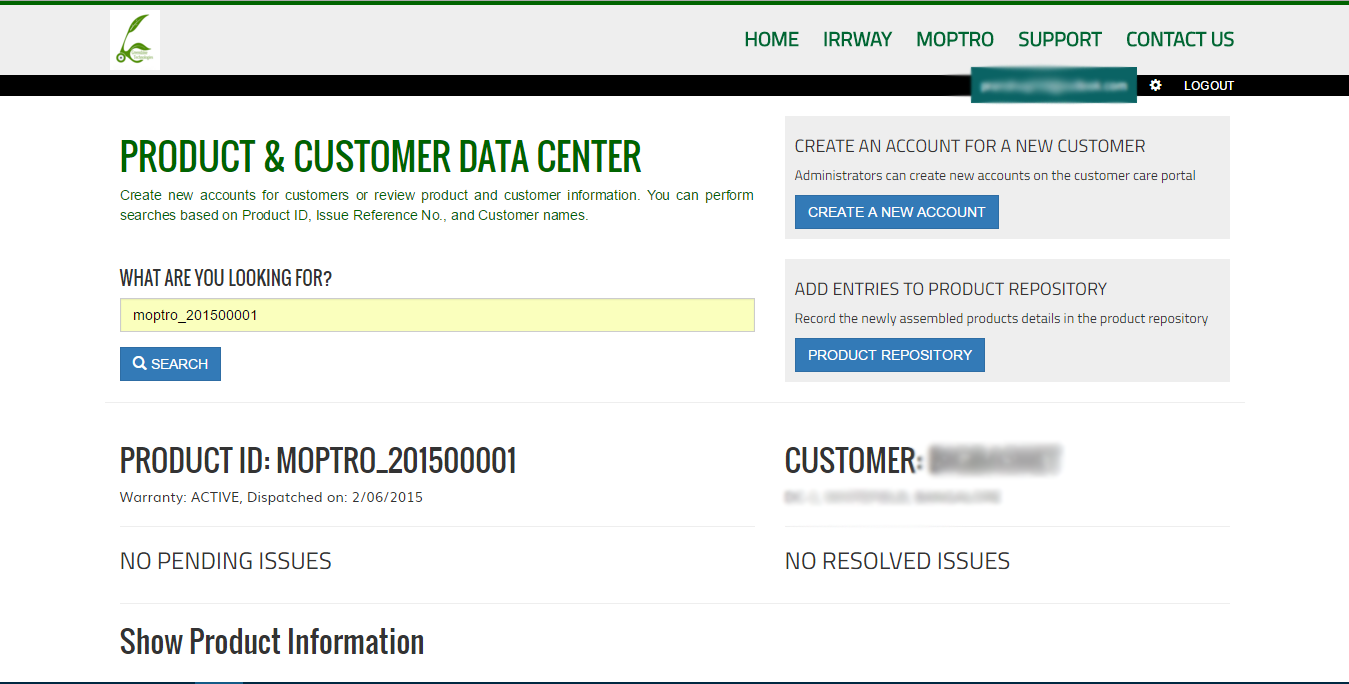 HOME IRRWAY MOPTRO SUPPORT CONTACT US
LOGOUT
PRODUCT & CUSTOMER DATA CENTER
Create new accounts for customers or review product and customer information. You can perform
searches based on Product ID, Issue Reference No., and Customer names.
WHAT ARE YOU LOOKING FOR?
moptro_201500001
SEARCH
CREATE AN ACCOUNT FOR A NEW CUSTOMER
Administrators can create new accounts on the customer care portal
CREATE A NEW ACCOUNT
ADD ENTRIES TO PRODUCT REPOSITORY
Record the newly assembled products details in the product repository
PRODUCT REPOSITORY
PRODUCT ID: MOPTRO_201500001
Warranty: ACTIVE, Dispatched on: 2/06/2015
CUSTOMER:
NO PENDING ISSUES
NO RESOLVED ISSUES
Show Product Information